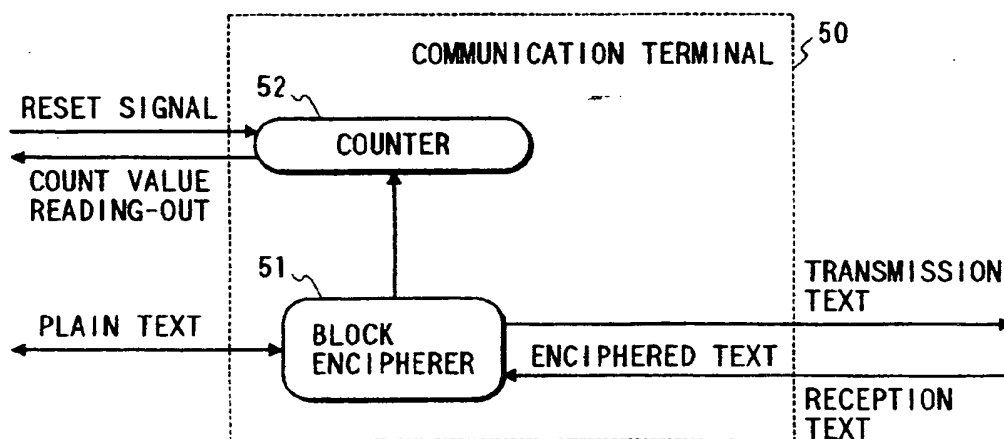 COMMUNICATION TERMINAL
50
52
RESET SIGNAL
COUNTER
COUNT VALUE
READING-OUT
51
TRANSMISSION
TEXT
PLAIN TEXT
BLOCK
ENCIPHERER
ENCIPHERED TEXT
RECEPTION
TEXT